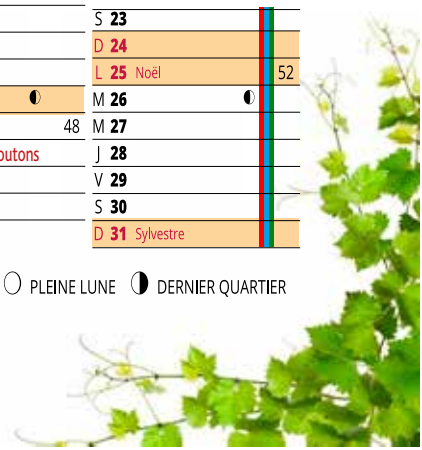 S 23
D 24
L 25 Noël 52
M 26
48
M 27
outons
J 28
V 29
S 30
D 31 Sylvestre
PLEINE LUNE DERNIER QUARTIER